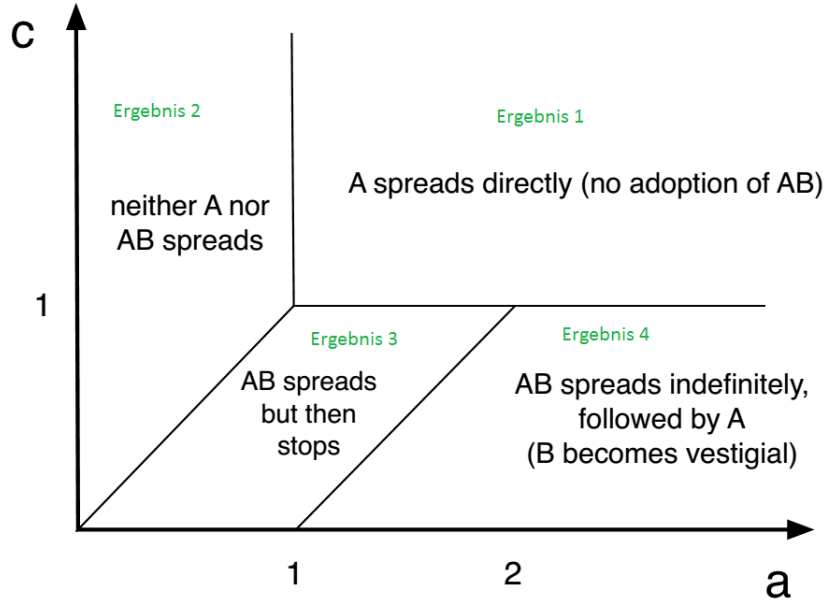 c
Ergebnis 2
Ergebnis 1
A spreads directly (no adoption of AB)
neither A nor
AB spreads
1
Ergebnis 3
Ergebnis 4
AB spreads
but then
stops
AB spreads indefinitely,
followed by A
(B becomes vestigial)
1
2
a